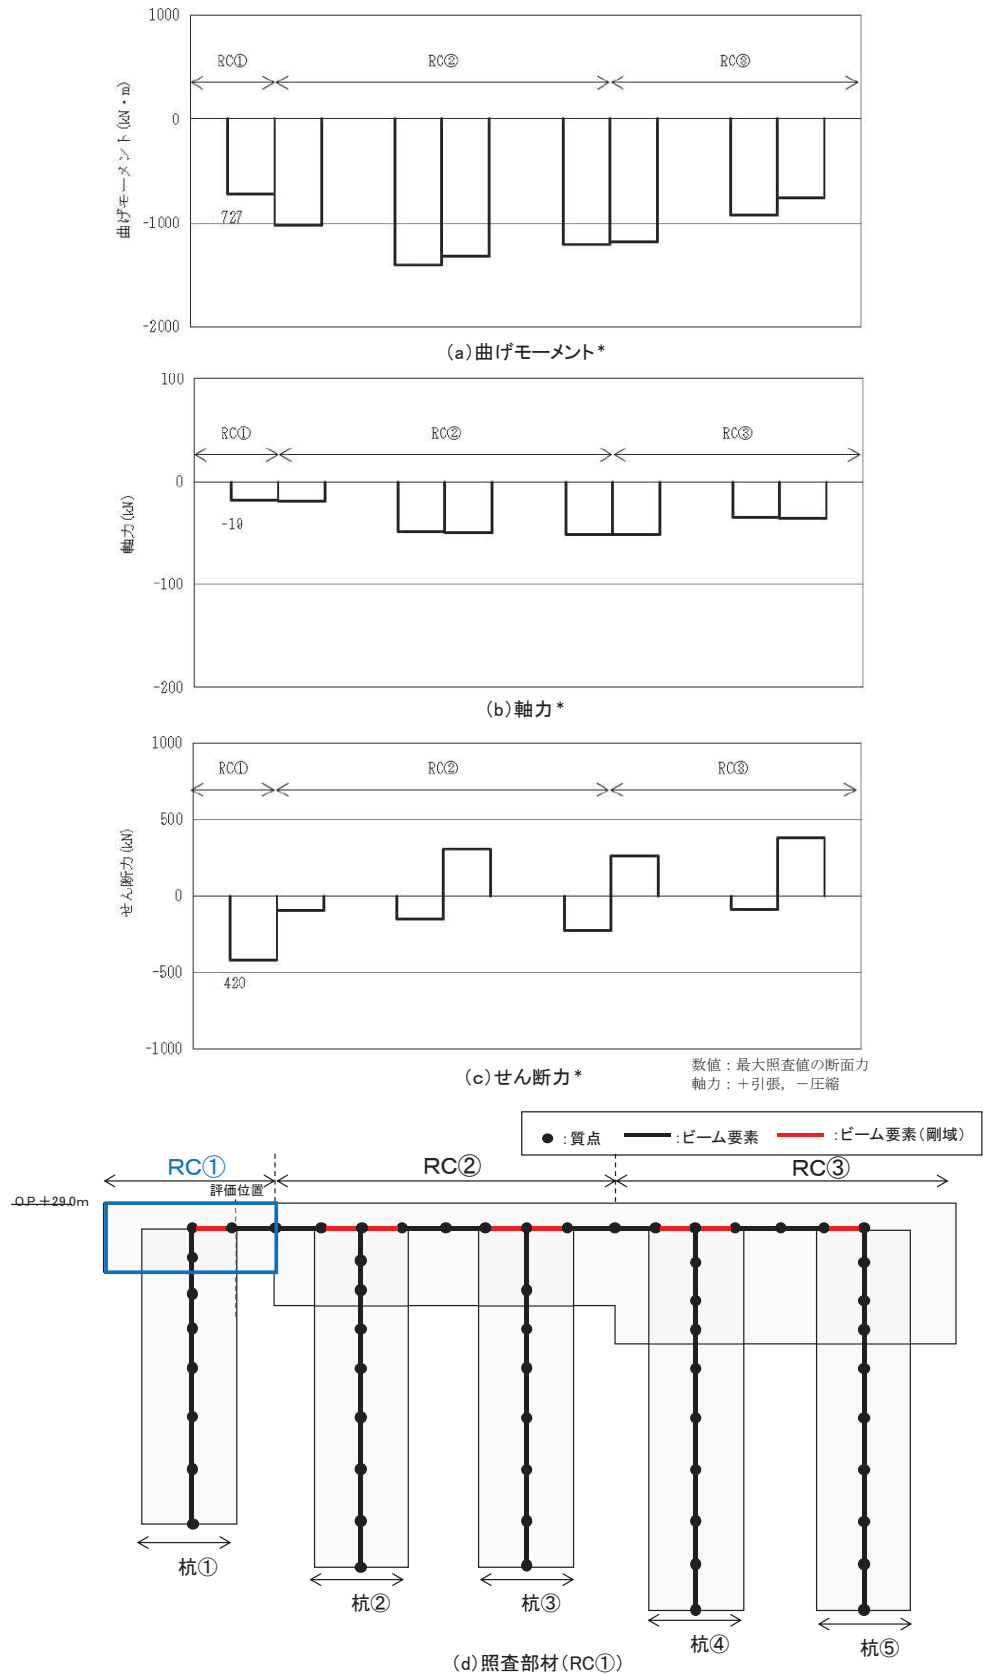 1000
RC① RC② RC③
0
727
-1000
-2000
曲げモーメント(kN・m)
(a)曲げモーメント*
100
RC① RC② RC③
0
-19
-100
-200
軸力(kN)
(b)軸力*
1000
RC① RC② RC③
500
0
-500
420
-1000
せん断力(kN)
(c)せん断力*
数値：最大照査値の断面力
軸力：＋引張，－圧縮
:質点 :ビーム要素 :ビーム要素(剛域)
RC① RC② RC③
評価位置
O.P.+29.0m
杭① 杭② 杭③ 杭④ 杭⑤
(d)照査部材(RC①)